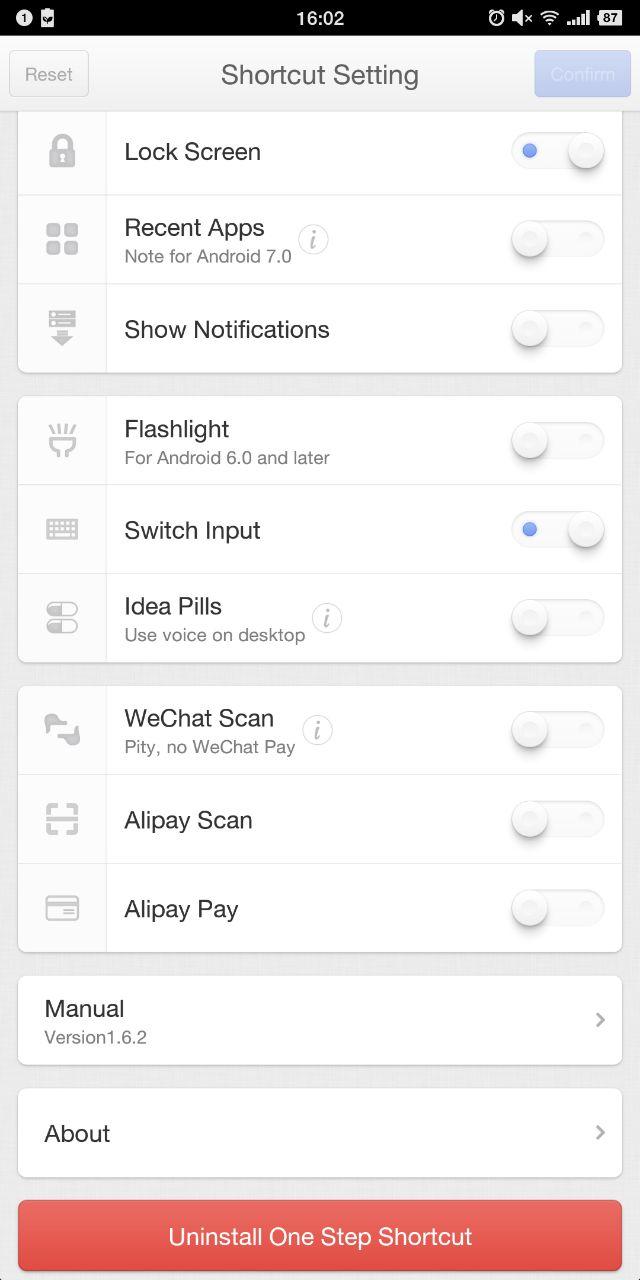 1
16:02
87
Reset
Shortcut Setting
Confirm
Lock Screen
Recent Apps
i
Note for Android 7.0
Show Notifications
Flashlight
For Android 6.0 and later
Switch Input
Idea Pills
i
Use voice on desktop
WeChat Scan
i
Pity, no WeChat Pay
Alipay Scan
Alipay Pay
Manual
Version1.6.2
About
Uninstall One Step Shortcut